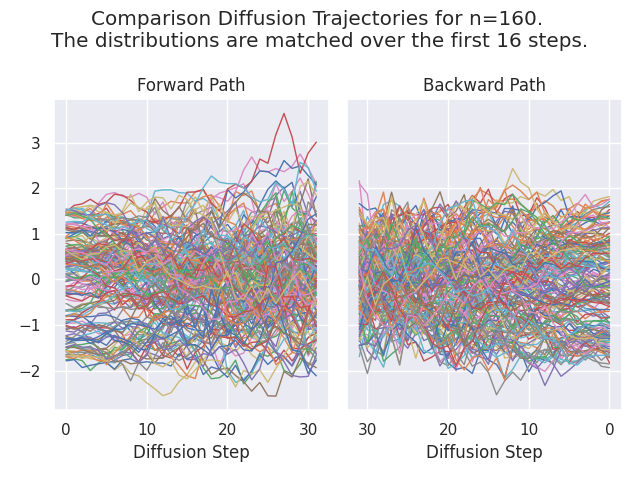 Comparison Diffusion Trajectories for n=160.
The distributions are matched over the first 16 steps.
Forward Path
Backward Path
3
2
1
0
−1
−2
0 10 20 30
30 20 10 0
Diffusion Step
Diffusion Step